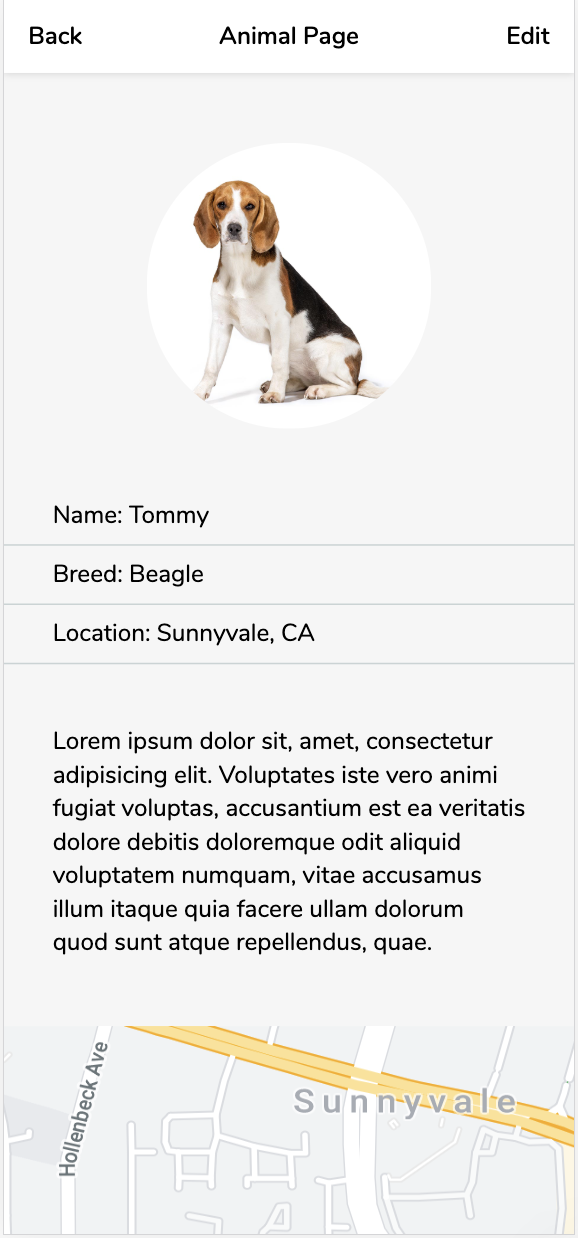 Back Animal Page Edit
Name: Tommy
Breed: Beagle
Location: Sunnyvale, CA
Lorem ipsum dolor sit, amet, consectetur
adipisicing elit. Voluptates iste vero animi
fugiat voluptas, accusantium est ea veritatis
dolore debitis doloremque odit aliquid
voluptatem numquam, vitae accusamus
illum itaque quia facere ullam dolorum
quod sunt atque repellendus, quae.
Hollenbeck Ave
Sunnyvale